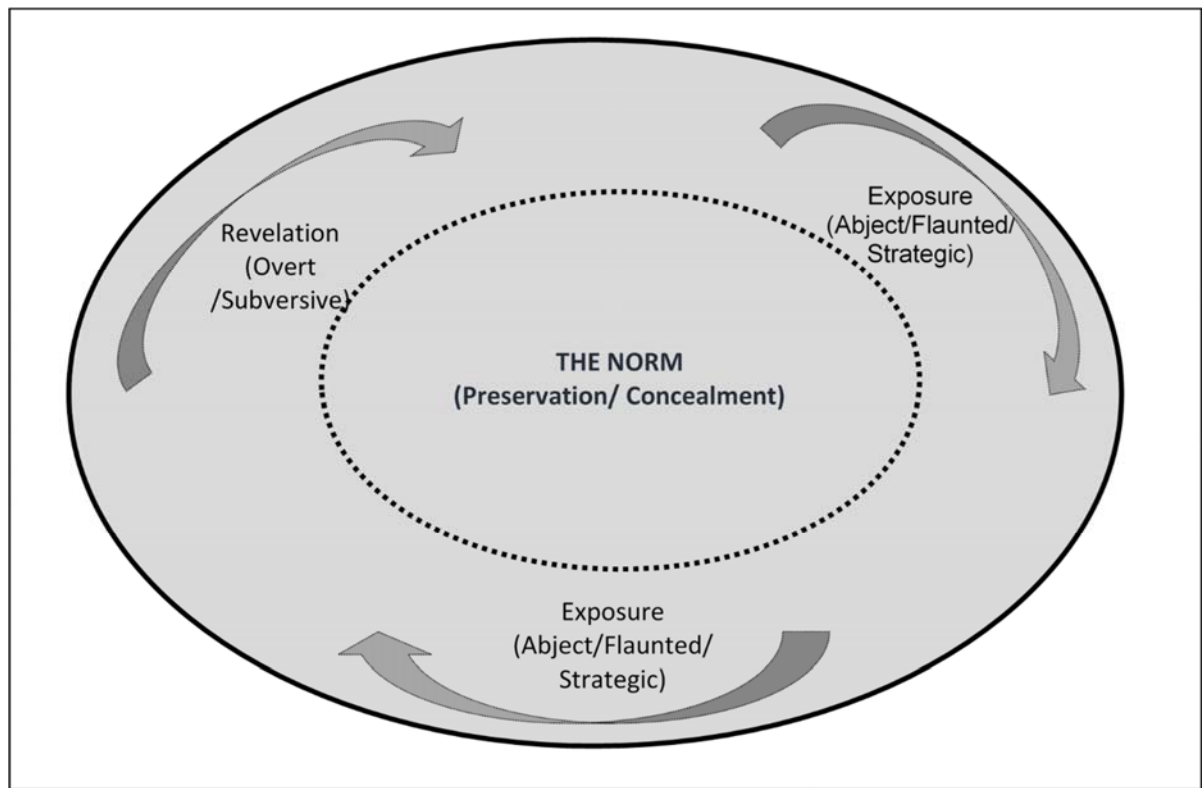 Revelation
(Overt
/Subversive)
Exposure
(Abject/Flaunted/
Strategic)
THE NORM
(Preservation/ Concealment)
Exposure
(Abject/Flaunted/
Strategic)